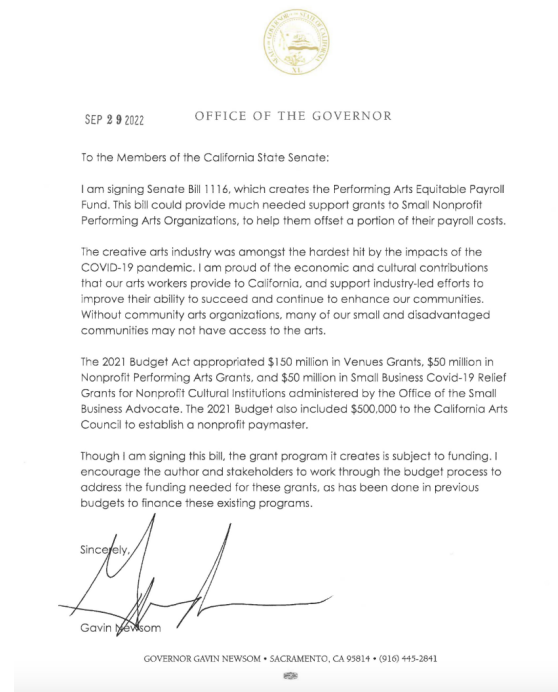 SEP 2 9 2022
OFFICE OF THE GOVERNOR
To the Members of the California State Senate:
I am signing Senate Bill 1116, which creates the Performing Arts Equitable Payroll
Fund. This bill could provide much needed support grants to Small Nonprofit
Performing Arts Organizations, to help them offset a portion of their payroll costs.
The creative arts industry was amongst the hardest hit by the impacts of the
COVID-19 pandemic. I am proud of the economic and cultural contributions
that our arts workers provide to California, and support industry-led efforts to
improve their ability to succeed and continue to enhance our communities.
Without community arts organizations, many of our small and disadvantaged
communities may not have access to the arts.
The 2021 Budget Act appropriated $150 million in Venues Grants, $50 million in
Nonprofit Performing Arts Grants, and $50 million in Small Business Covid-19 Relief
Grants for Nonprofit Cultural Institutions administered by the Office of the Small
Business Advocate. The 2021 Budget also included $500,000 to the California Arts
Council to establish a nonprofit paymaster.
Though I am signing this bill, the grant program it creates is subject to funding. I
encourage the author and stakeholders to work through the budget process to
address the funding needed for these grants, as has been done in previous
budgets to finance these existing programs.
Sincerely,
Gavin Newsom
GOVERNOR GAVIN NEWSOM • SACRAMENTO, CA 95814 • (916) 445-2841